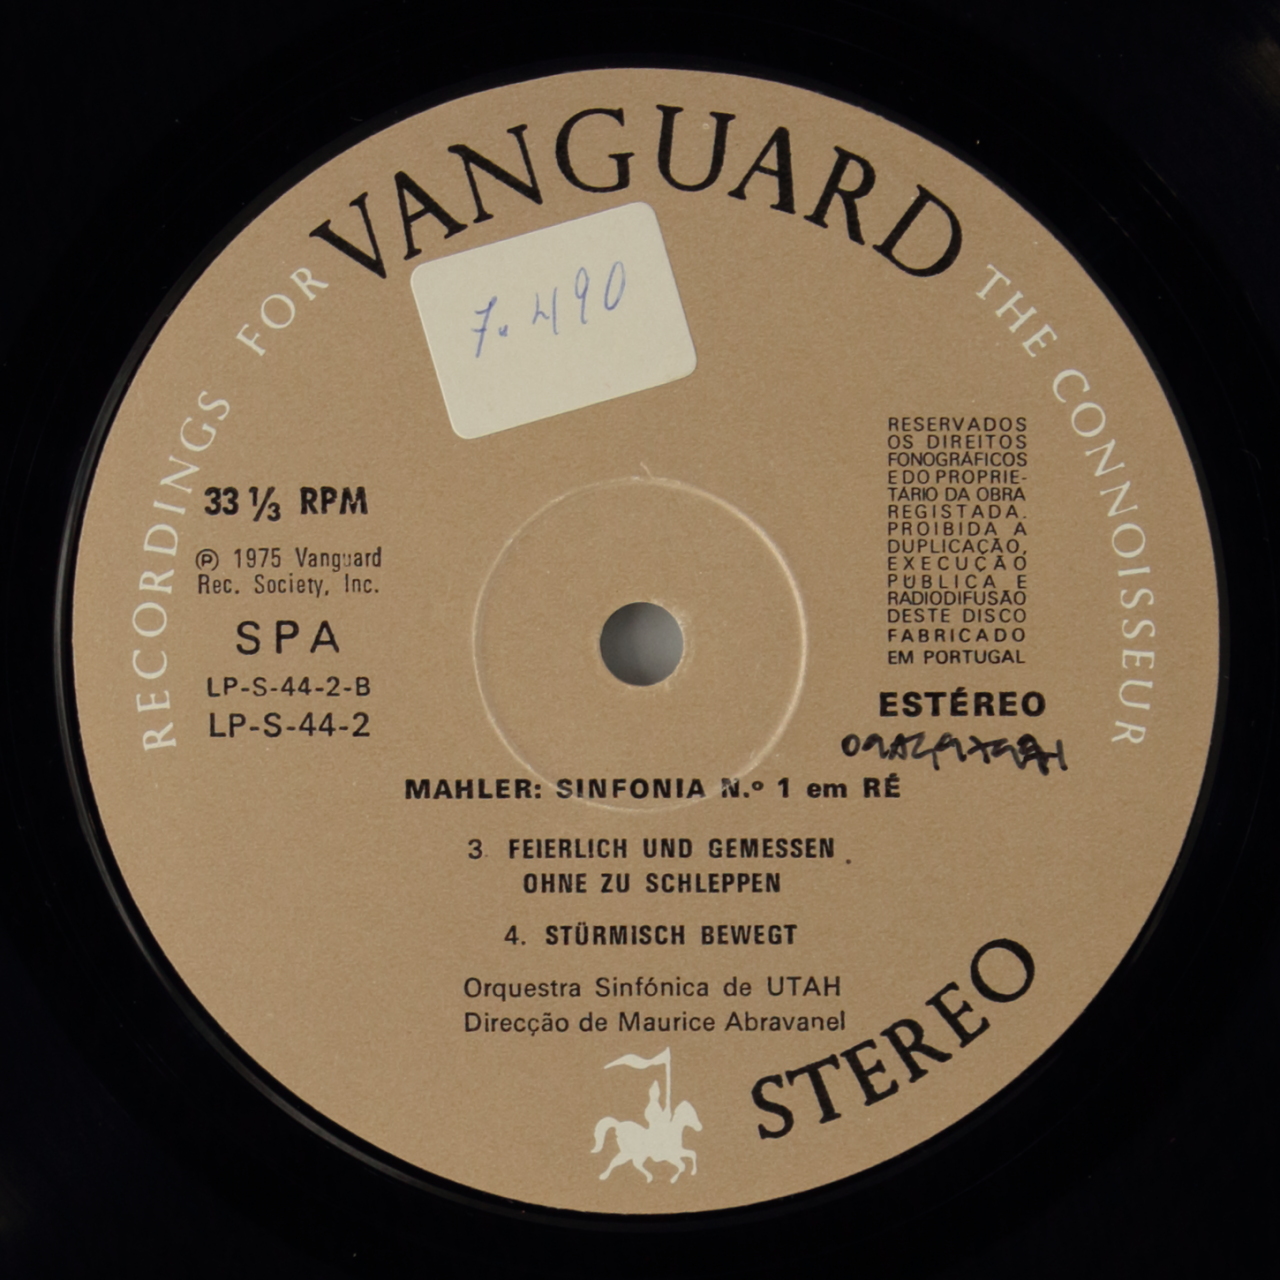 RECORDINGS FOR VANGUARD THE CONNOISSEUR
7.490
33 1/3 RPM
℗ 1975 Vanguard
Rec. Society, Inc.
SPA
LP-S-44-2-B
LP-S-44-2
RESERVADOS
OS DIREITOS
FONOGRÁFICOS
E DO PROPRIE-
TÁRIO DA OBRA
REGISTADA.
PROIBIDA A
DUPLICAÇÃO,
EXECUÇÃO
PÚBLICA E
RADIODIFUSÃO
DESTE DISCO
FABRICADO
EM PORTUGAL
ESTÉREO
MAHLER: SINFONIA N.º 1 em RÉ
3. FEIERLICH UND GEMESSEN
OHNE ZU SCHLEPPEN
4. STÜRMISCH BEWEGT
Orquestra Sinfónica de UTAH
Direcção de Maurice Abravanel
STEREO